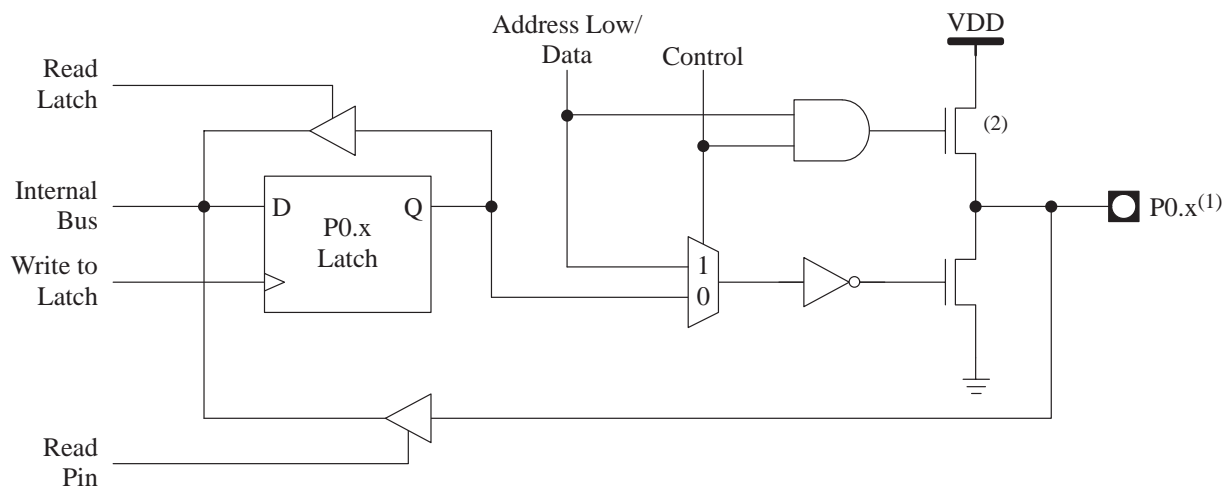 Address Low/
Data
Control
VDD
Read
Latch
(2)
Internal
Bus
D
Q
P0.x
Latch
P0.x(1)
Write to
Latch
1
0
Read
Pin